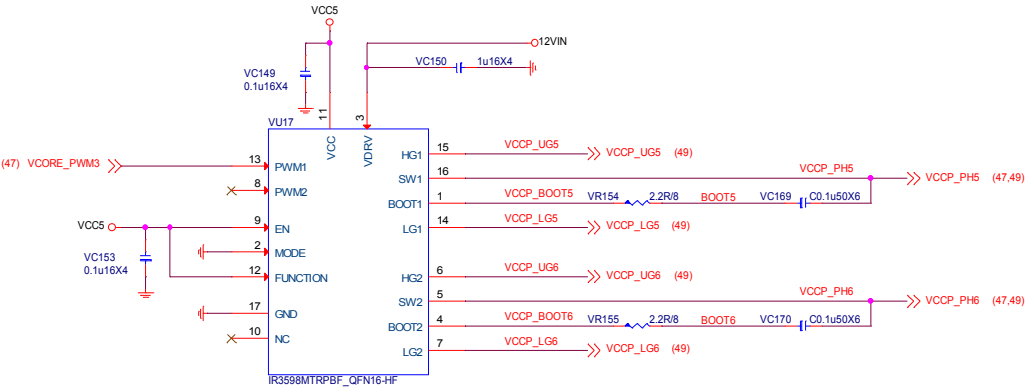 VCC5
12VIN
VC149
0.1u16X4
VC150 1u16X4
VU17
11
3
VCC
VDRV
(47) VCORE_PWM3
13
PWM1
8
PWM2
VCC5
9
EN
2
MODE
VC153
0.1u16X4
12
FUNCTION
17
GND
10
NC
HG1
15
VCCP_UG5
VCCP_UG5 (49)
SW1
16
VCCP_PH5
VCCP_PH5 (47,49)
BOOT1
1
VCCP_BOOT5
VR154 2.2R/8
BOOT5
VC169 C0.1u50X6
LG1
14
VCCP_LG5
VCCP_LG5 (49)
HG2
6
VCCP_UG6
VCCP_UG6 (49)
SW2
5
VCCP_PH6
VCCP_PH6 (47,49)
BOOT2
4
VCCP_BOOT6
VR155 2.2R/8
BOOT6
VC170 C0.1u50X6
LG2
7
VCCP_LG6
VCCP_LG6 (49)
IR3598MTRPBF_QFN16-HF